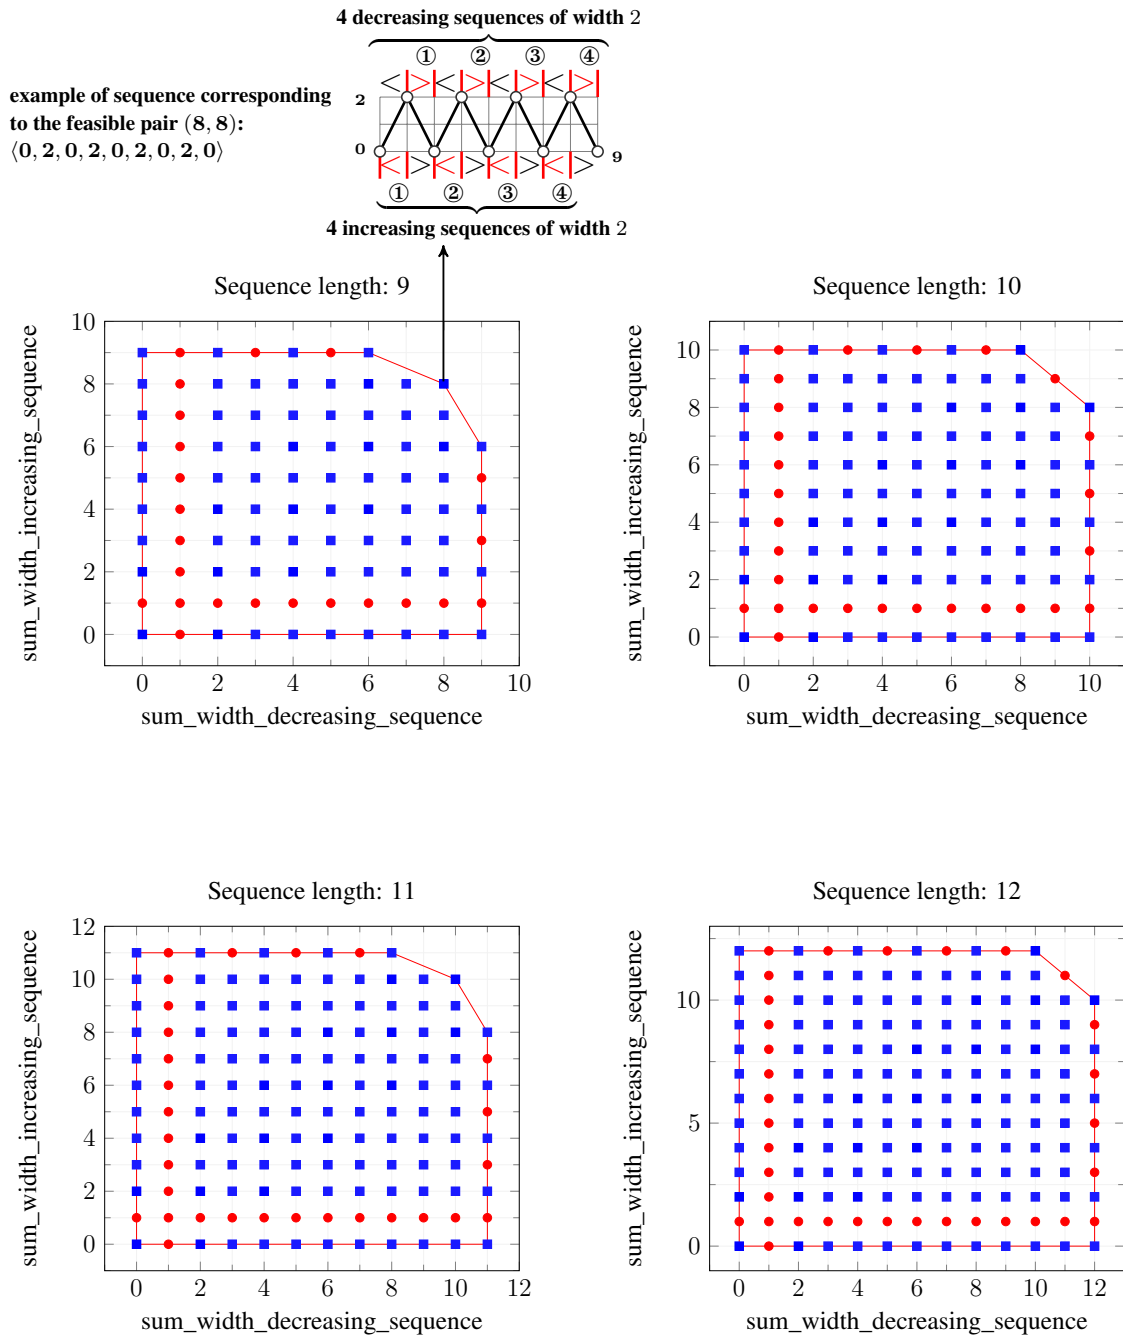 4 decreasing sequences of width 2
① ② ③ ④
< > < > < > < >
example of sequence corresponding
to the feasible pair (8, 8):
⟨0, 2, 0, 2, 0, 2, 0, 2, 0⟩
2
0
9
< > < > < > < >
① ② ③ ④
4 increasing sequences of width 2
Sequence length: 9
sum_width_increasing_sequence
10
8
6
4
2
0
0 2 4 6 8 10
sum_width_decreasing_sequence
Sequence length: 10
sum_width_increasing_sequence
10
8
6
4
2
0
0 2 4 6 8 10
sum_width_decreasing_sequence
Sequence length: 11
sum_width_increasing_sequence
12
10
8
6
4
2
0
0 2 4 6 8 10 12
sum_width_decreasing_sequence
Sequence length: 12
sum_width_increasing_sequence
10
5
0
0 2 4 6 8 10 12
sum_width_decreasing_sequence